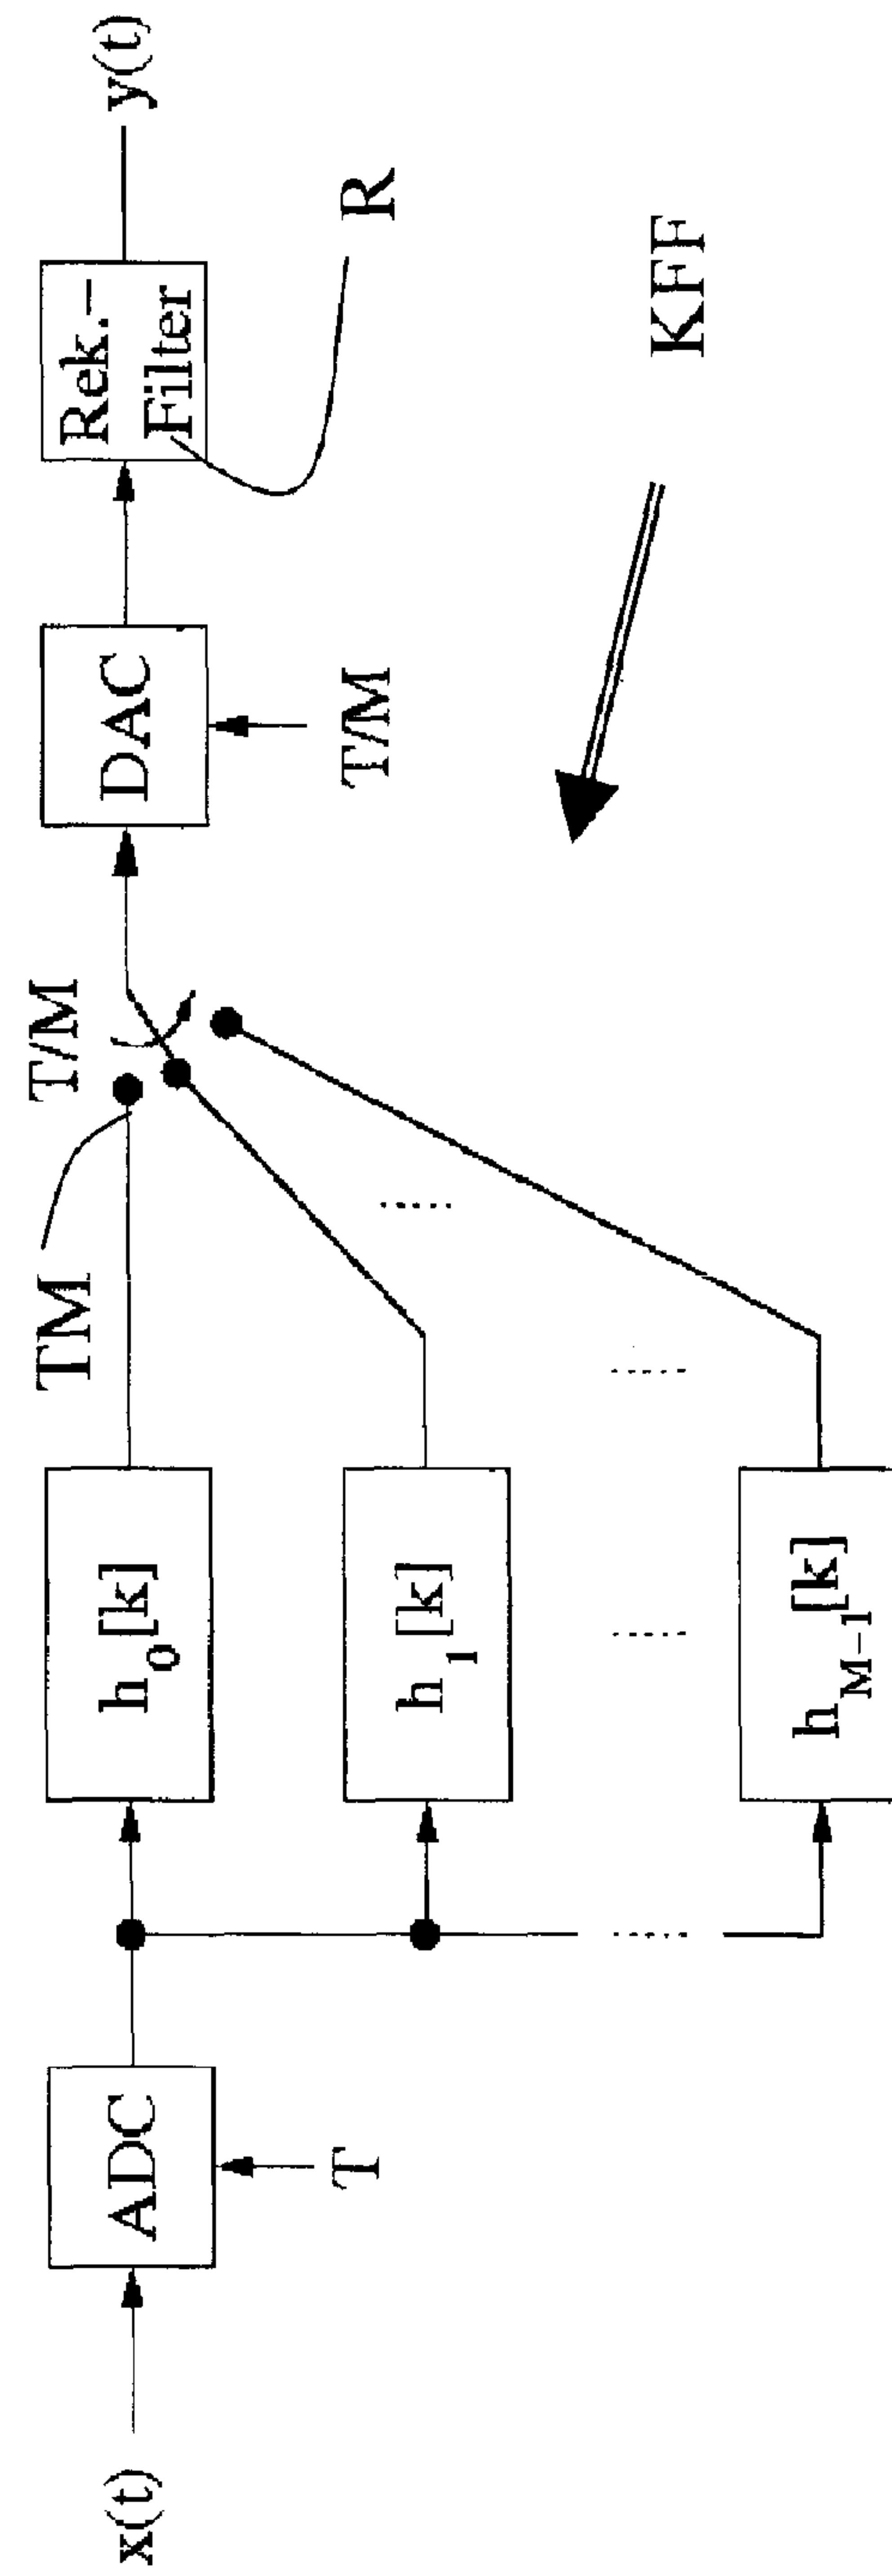 x(t)
ADC
T
h0[k]
h1[k]
hM−1[k]
TM
T/M
DAC
T/M
Rek.−
Filter
R
y(t)
KFF